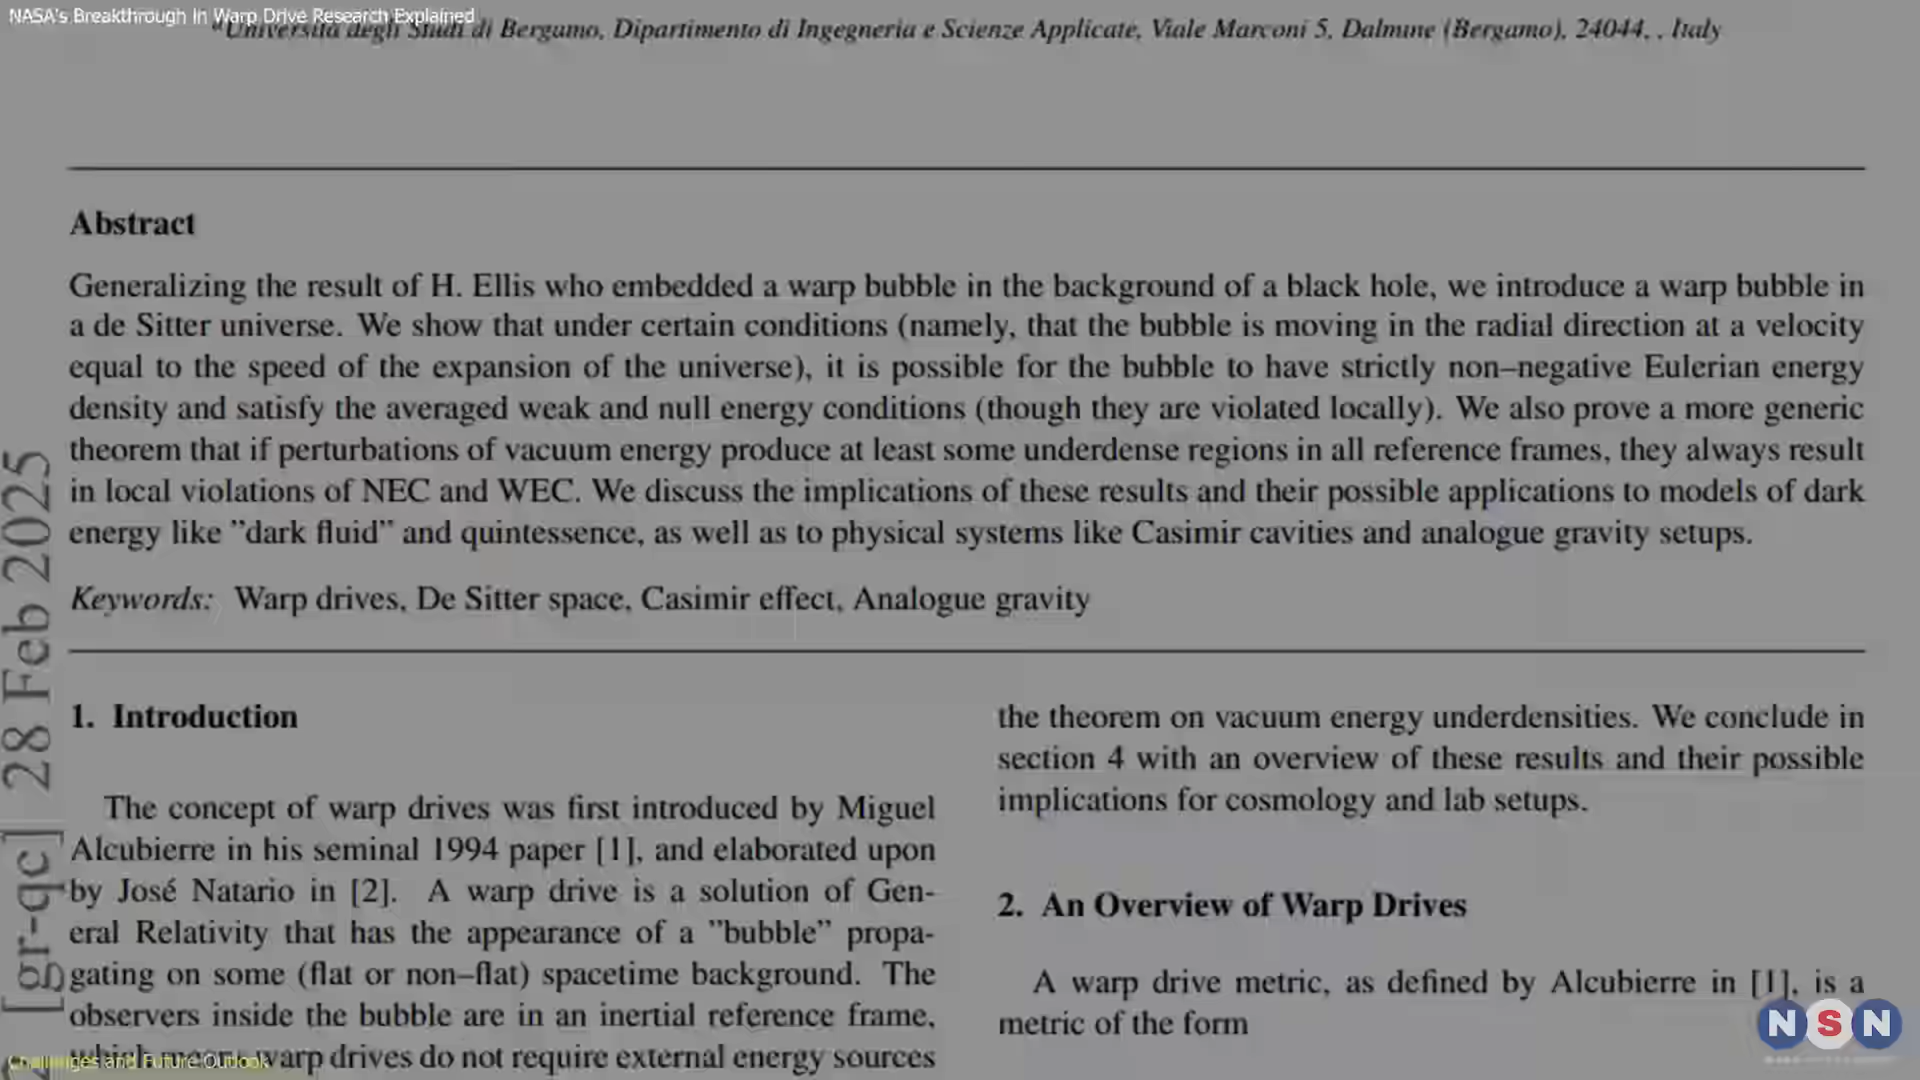 NASA's Breakthrough in Warp Drive Research Explained
Università degli Studi di Bergamo, Dipartimento di Ingegneria e Scienze Applicate, Viale Marconi 5, Dalmine (Bergamo), 24044, , Italy
Abstract
Generalizing the result of H. Ellis who embedded a warp bubble in the background of a black hole, we introduce a warp bubble in
a de Sitter universe. We show that under certain conditions (namely, that the bubble is moving in the radial direction at a velocity
equal to the speed of the expansion of the universe), it is possible for the bubble to have strictly non–negative Eulerian energy
density and satisfy the averaged weak and null energy conditions (though they are violated locally). We also prove a more generic
theorem that if perturbations of vacuum energy produce at least some underdense regions in all reference frames, they always result
in local violations of NEC and WEC. We discuss the implications of these results and their possible applications to models of dark
energy like ”dark fluid” and quintessence, as well as to physical systems like Casimir cavities and analogue gravity setups.
Keywords: Warp drives, De Sitter space, Casimir effect, Analogue gravity
[gr-qc] 28 Feb 2025
1. Introduction
The concept of warp drives was first introduced by Miguel
Alcubierre in his seminal 1994 paper [1], and elaborated upon
by José Natario in [2]. A warp drive is a solution of Gen-
eral Relativity that has the appearance of a ”bubble” propa-
gating on some (flat or non–flat) spacetime background. The
observers inside the bubble are in an inertial reference frame,
warp drives do not require external energy sources
Challenges and Future Outlook
the theorem on vacuum energy underdensities. We conclude in
section 4 with an overview of these results and their possible
implications for cosmology and lab setups.
2. An Overview of Warp Drives
A warp drive metric, as defined by Alcubierre in [1], is a
metric of the form
NSN